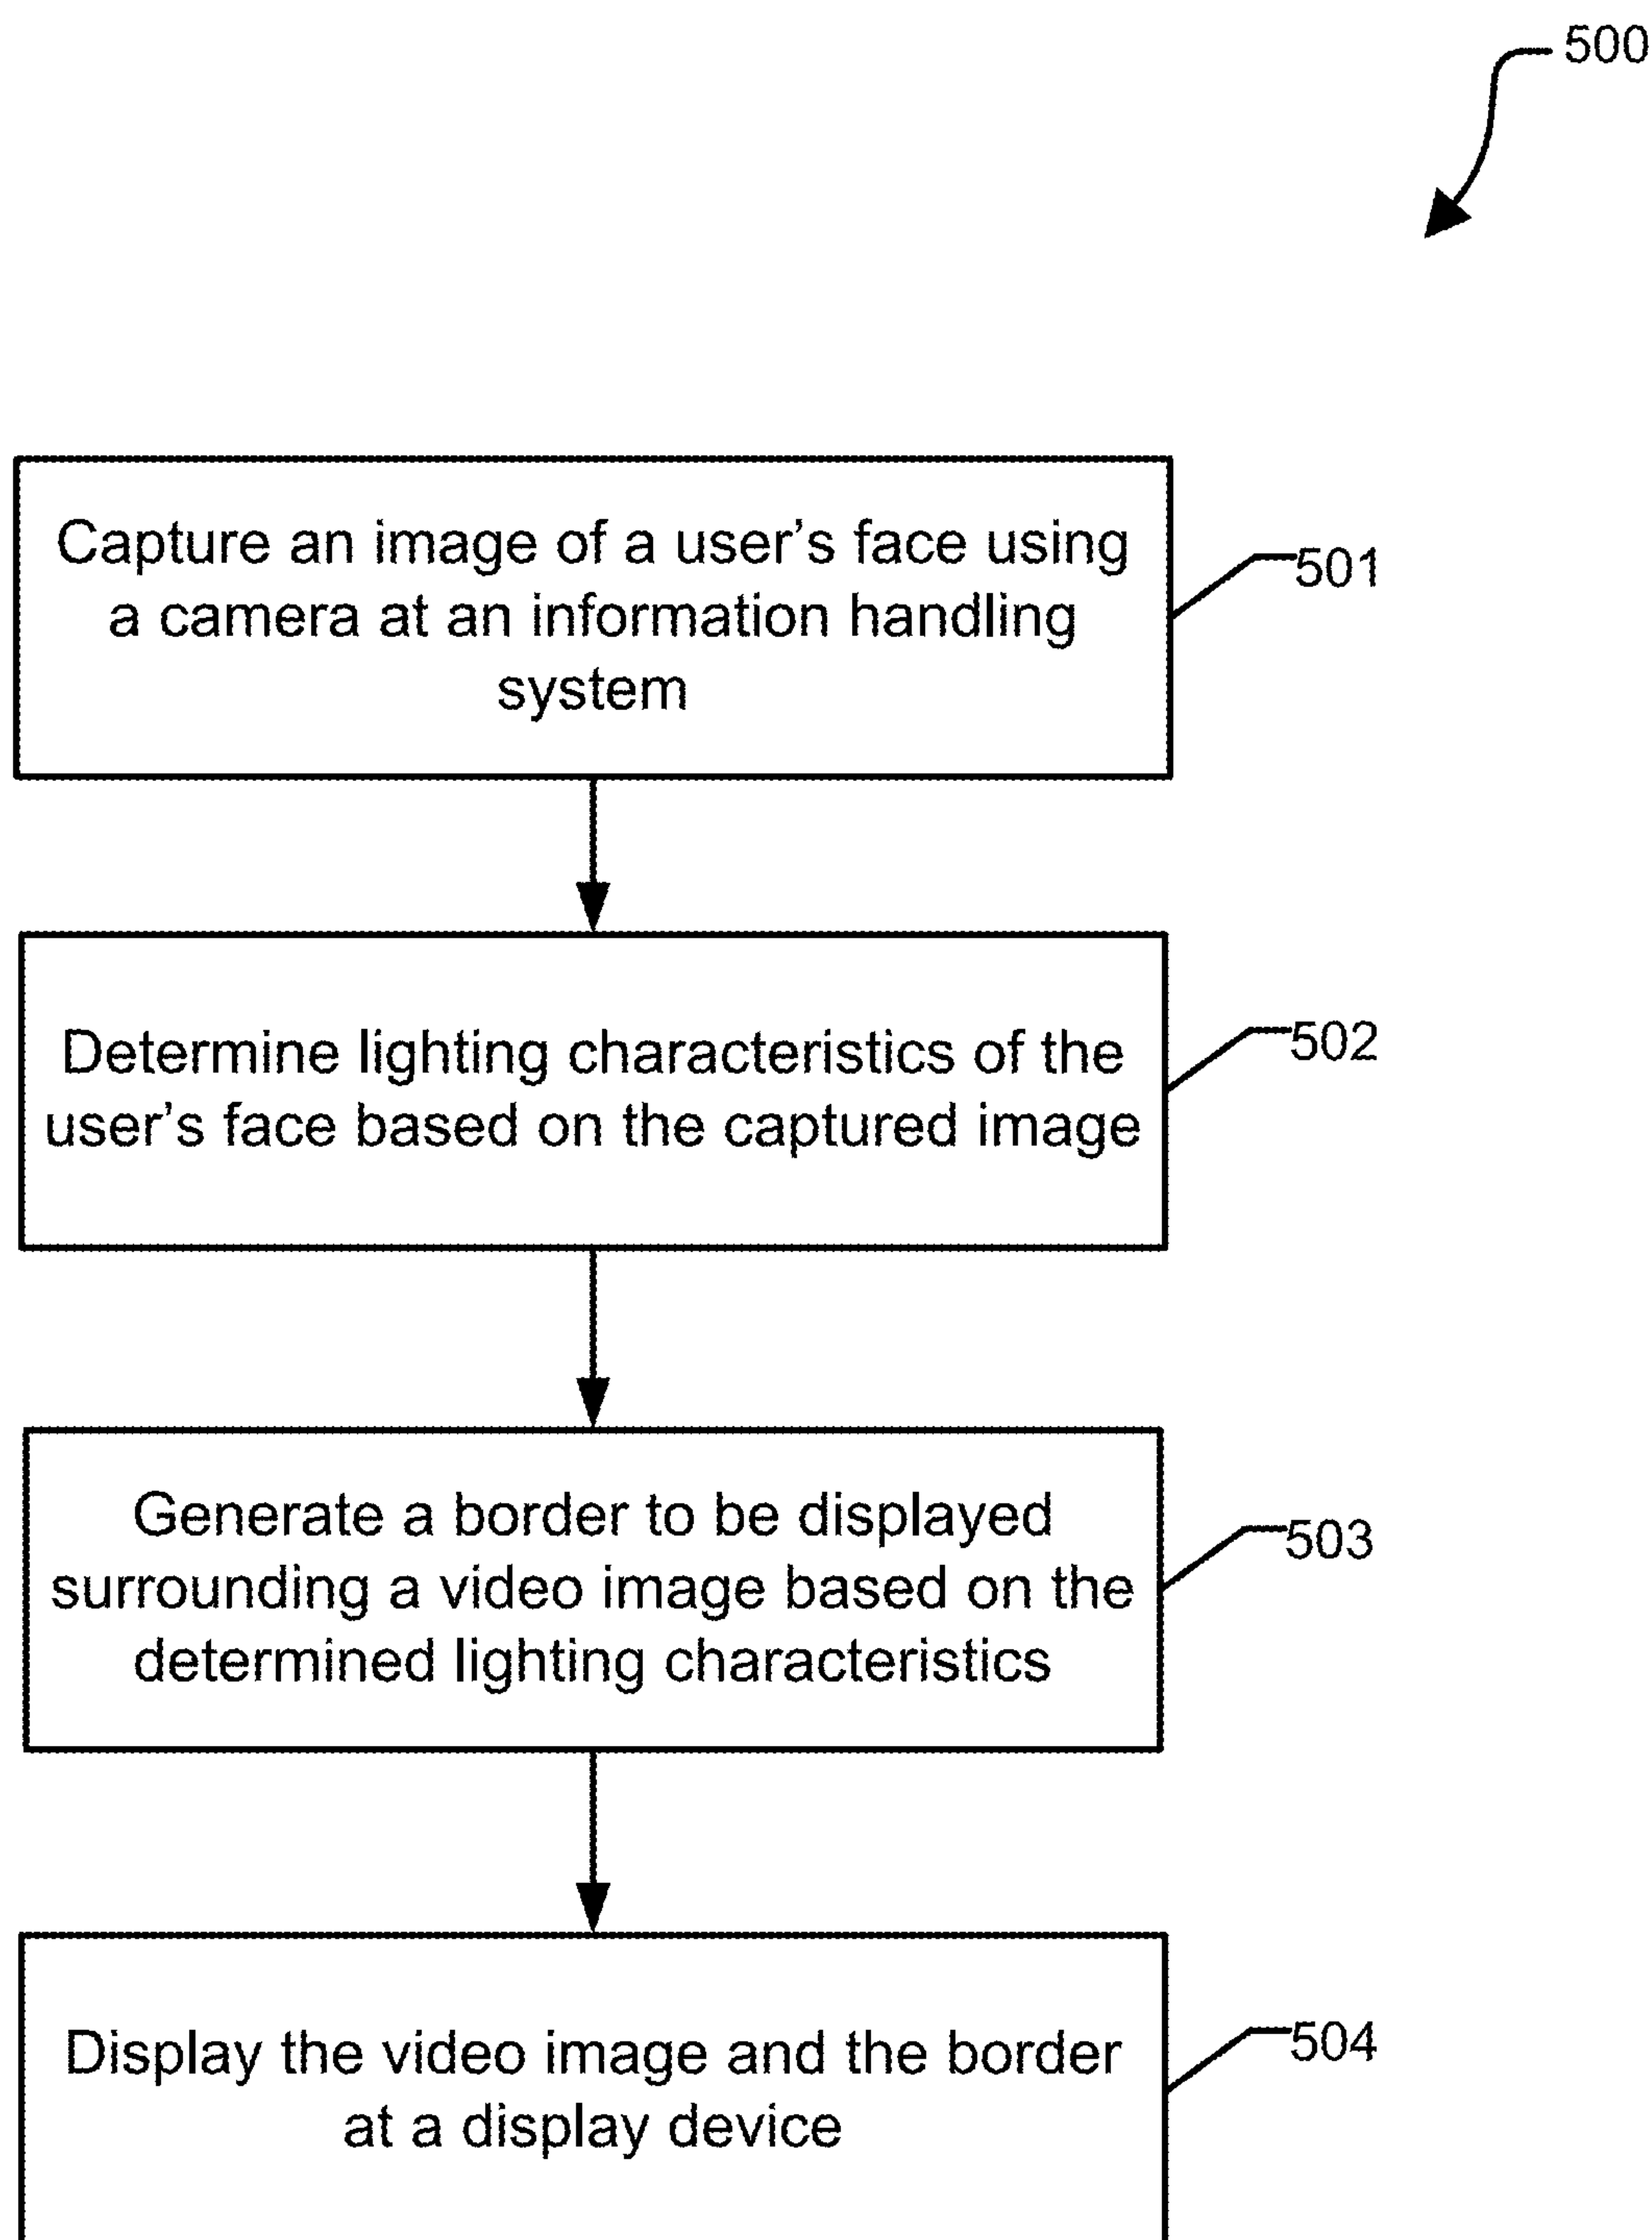 500
Capture an image of a user’s face using
a camera at an information handling
system
501
Determine lighting characteristics of the
user’s face based on the captured image
502
Generate a border to be displayed
surrounding a video image based on the
determined lighting characteristics
503
Display the video image and the border
at a display device
504